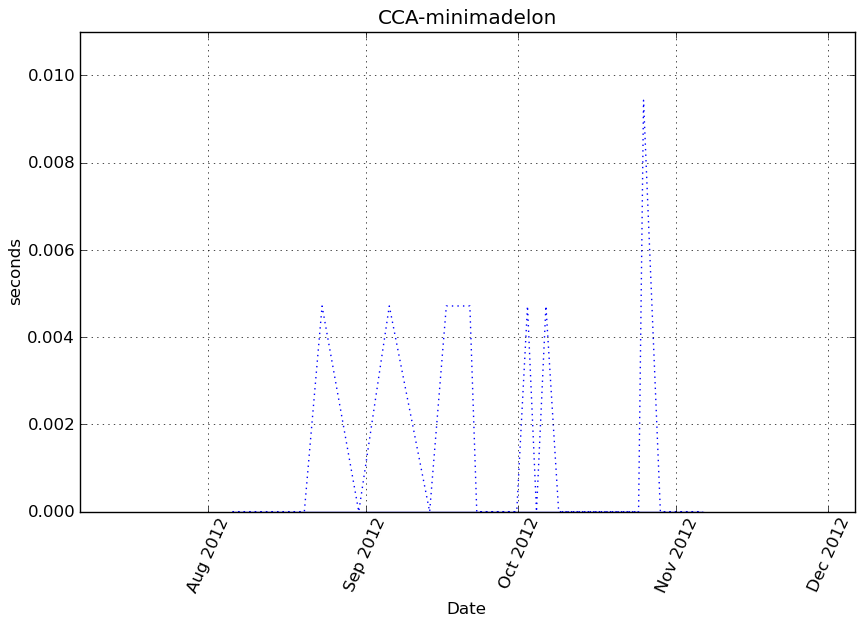 CCA-minimadelon
0.010
0.008
0.006
0.004
0.002
0.000
seconds
Aug 2012
Sep 2012
Oct 2012
Nov 2012
Dec 2012
Date